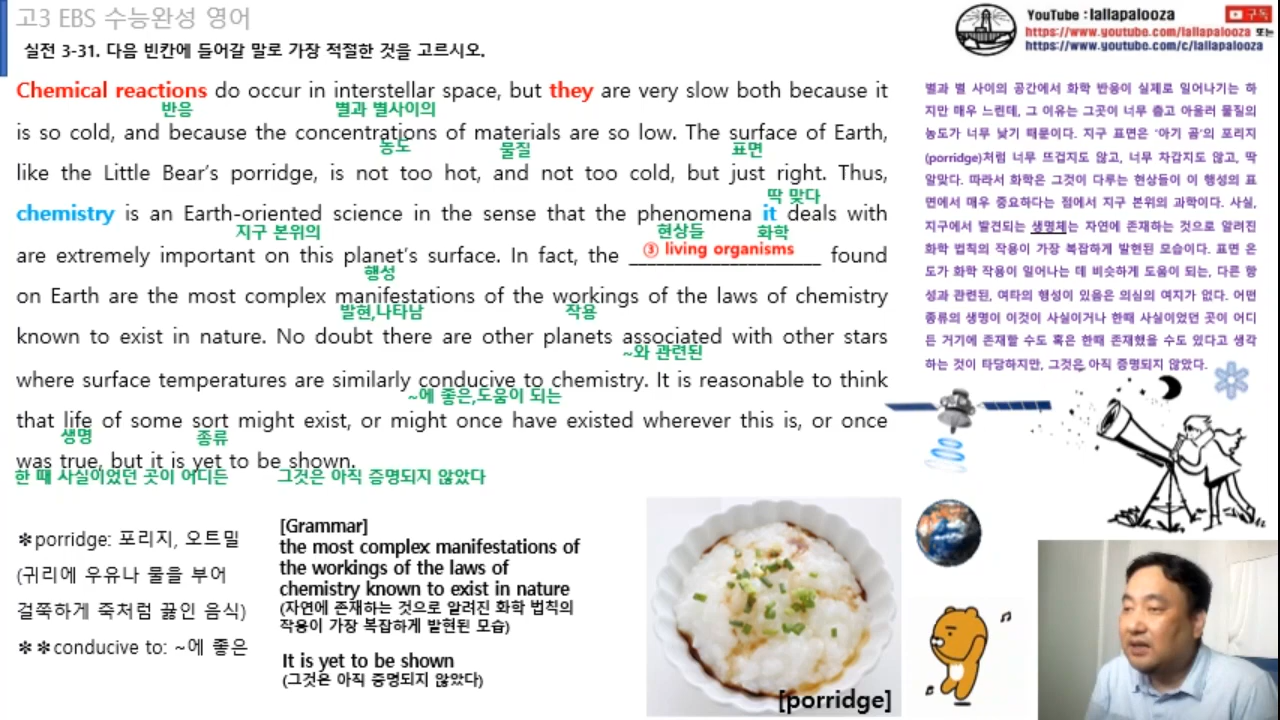 고3 EBS 수능완성 영어
실전 3-31. 다음 빈칸에 들어갈 말로 가장 적절한 것을 고르시오.
YouTube : lallapalooza
구독
https://www.youtube.com/lallapalooza 또는
https://www.youtube.com/c/lallapalooza
Chemical reactions do occur in interstellar space, but they are very slow both because it
반응 별과 별사이의
is so cold, and because the concentrations of materials are so low. The surface of Earth,
농도 물질 표면
like the Little Bear's porridge, is not too hot, and not too cold, but just right. Thus,
딱 맞다
chemistry is an Earth-oriented science in the sense that the phenomena it deals with
지구 본위의 현상들 화학
are extremely important on this planet's surface. In fact, the ③ living organisms found
행성
on Earth are the most complex manifestations of the workings of the laws of chemistry
발현,나타남 작용
known to exist in nature. No doubt there are other planets associated with other stars
~와 관련된
where surface temperatures are similarly conducive to chemistry. It is reasonable to think
~에 좋은,도움이 되는
that life of some sort might exist, or might once have existed wherever this is, or once
생명 종류
was true, but it is yet to be shown.
한 때 사실이었던 곳이 어디든 그것은 아직 증명되지 않았다
별과 별 사이의 공간에서 화학 반응이 실제로 일어나기는 하
지만 매우 느린데, 그 이유는 그곳이 너무 춥고 아울러 물질의
농도가 너무 낮기 때문이다. 지구 표면은 '아기 곰'의 포리지
(porridge)처럼 너무 뜨겁지도 않고, 너무 차갑지도 않고, 딱
알맞다. 따라서 화학은 그것이 다루는 현상들이 이 행성의 표
면에서 매우 중요하다는 점에서 지구 본위의 과학이다. 사실,
지구에서 발견되는 생명체는 자연에 존재하는 것으로 알려진
화학 법칙의 작용이 가장 복잡하게 발현된 모습이다. 표면 온
도가 화학 작용이 일어나는 데 비슷하게 도움이 되는, 다른 항
성과 관련된, 여타의 행성이 있음은 의심의 여지가 없다. 어떤
종류의 생명이 이것이 사실이거나 한때 사실이었던 곳이 어디
든 거기에 존재할 수도 혹은 한때 존재했을 수도 있다고 생각
하는 것이 타당하지만, 그것은 아직 증명되지 않았다.
*porridge: 포리지, 오트밀
(귀리에 우유나 물을 부어
걸쭉하게 죽처럼 끓인 음식)
**conducive to: ~에 좋은
[Grammar]
the most complex manifestations of
the workings of the laws of
chemistry known to exist in nature
(자연에 존재하는 것으로 알려진 화학 법칙의
작용이 가장 복잡하게 발현된 모습)
It is yet to be shown
(그것은 아직 증명되지 않았다)
[porridge]